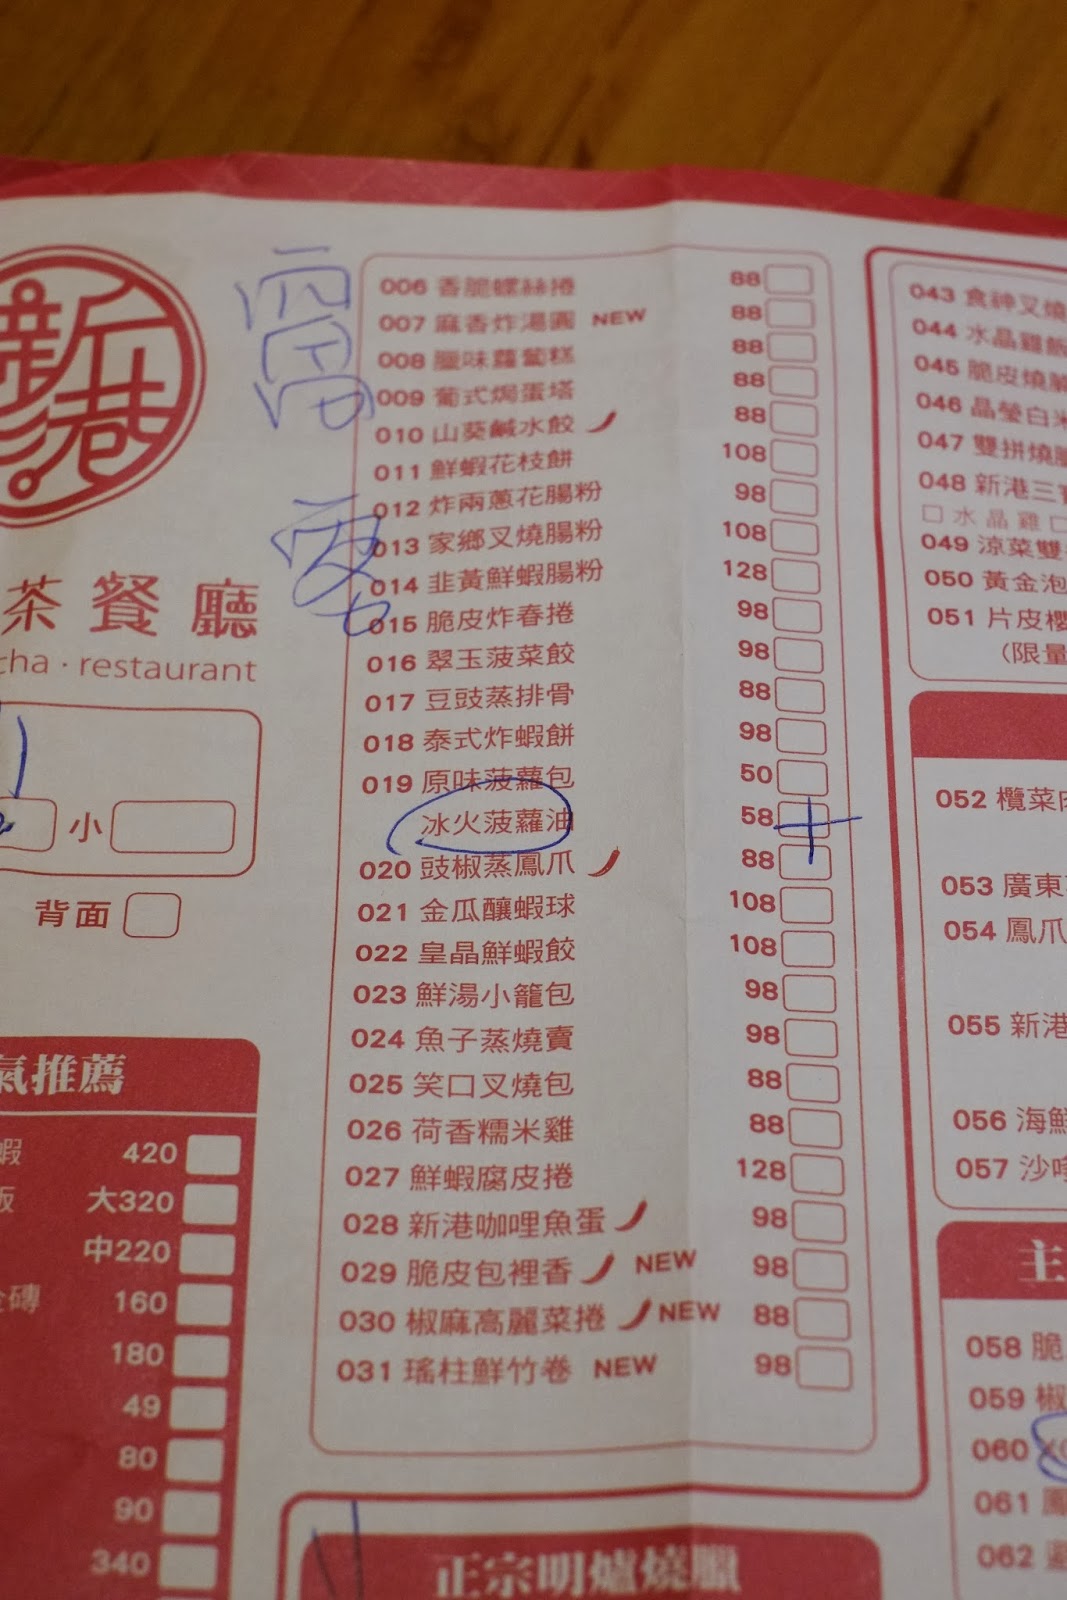 新港
茶餐廳
cha · restaurant
小
背面
氣推薦
蝦 420
飯 大320
中220
磚 160
180
49
80
90
340
006 香脆螺絲捲 88
007 麻香炸湯圓 NEW 88
008 臘味蘿蔔糕 88
009 葡式焗蛋塔 88
010 山葵鹹水餃 88
011 鮮蝦花枝餅 108
012 炸兩蔥花腸粉 98
013 家鄉叉燒腸粉 108
014 韭黃鮮蝦腸粉 128
015 脆皮炸春捲 98
016 翠玉菠菜餃 98
017 豆豉蒸排骨 88
018 泰式炸蝦餅 98
019 原味菠蘿包 50
冰火菠蘿油 58
020 豉椒蒸鳳爪 88
021 金瓜釀蝦球 108
022 皇晶鮮蝦餃 108
023 鮮湯小籠包 98
024 魚子蒸燒賣 98
025 笑口叉燒包 88
026 荷香糯米雞 88
027 鮮蝦腐皮捲 128
028 新港咖哩魚蛋 98
029 脆皮包裡香 NEW 98
030 椒麻高麗菜捲 NEW 88
031 瑤柱鮮竹卷 NEW 98
正宗明爐燒臘
043 食神叉燒
044 水晶雞飯
045 脆皮燒
046 晶瑩白米
047 雙拼燒
048 新港三
水晶雞
049 涼菜雙
050 黃金泡
051 片皮櫻
(限量
052 欖菜肉
053 廣東
054 鳳爪
055 新港
056 海鮮
057 沙
主
058 脆
059 椒
060
061 鳳
062 避